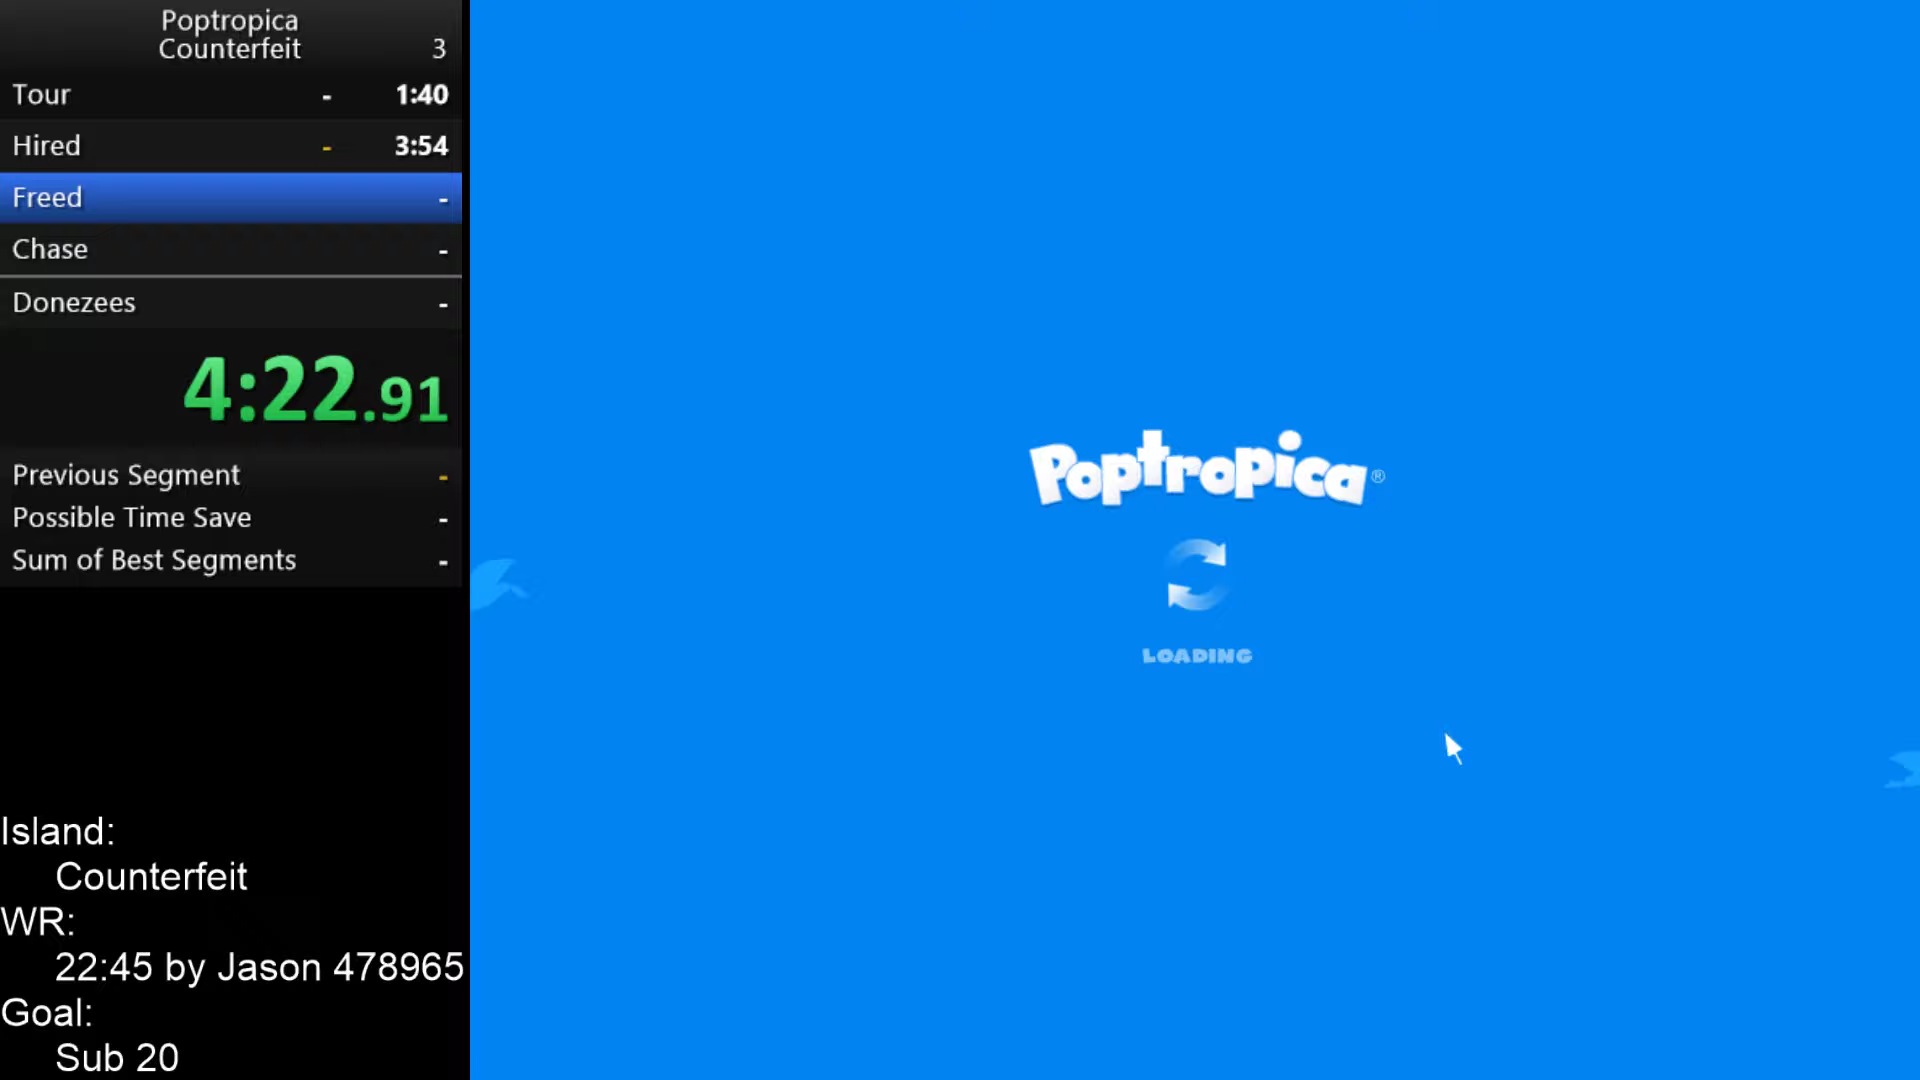 Poptropica
Counterfeit 3
Tour - 1:40
Hired - 3:54
Freed -
Chase -
Donezees -
4:22.91
Previous Segment -
Possible Time Save -
Sum of Best Segments -
Island:
Counterfeit
WR:
22:45 by Jason 478965
Goal:
Sub 20
Poptropica®
LOADING